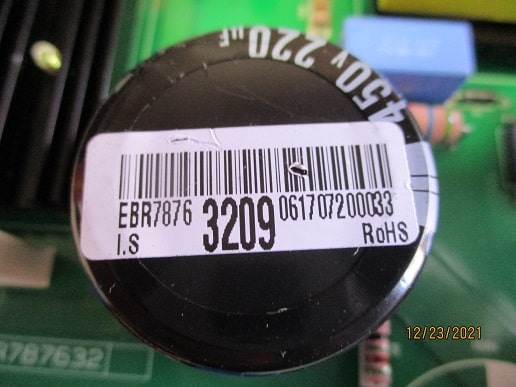 450V 220µF
EBR7876 3209 061707200033
I.S RoHS
12/23/2021
R787632